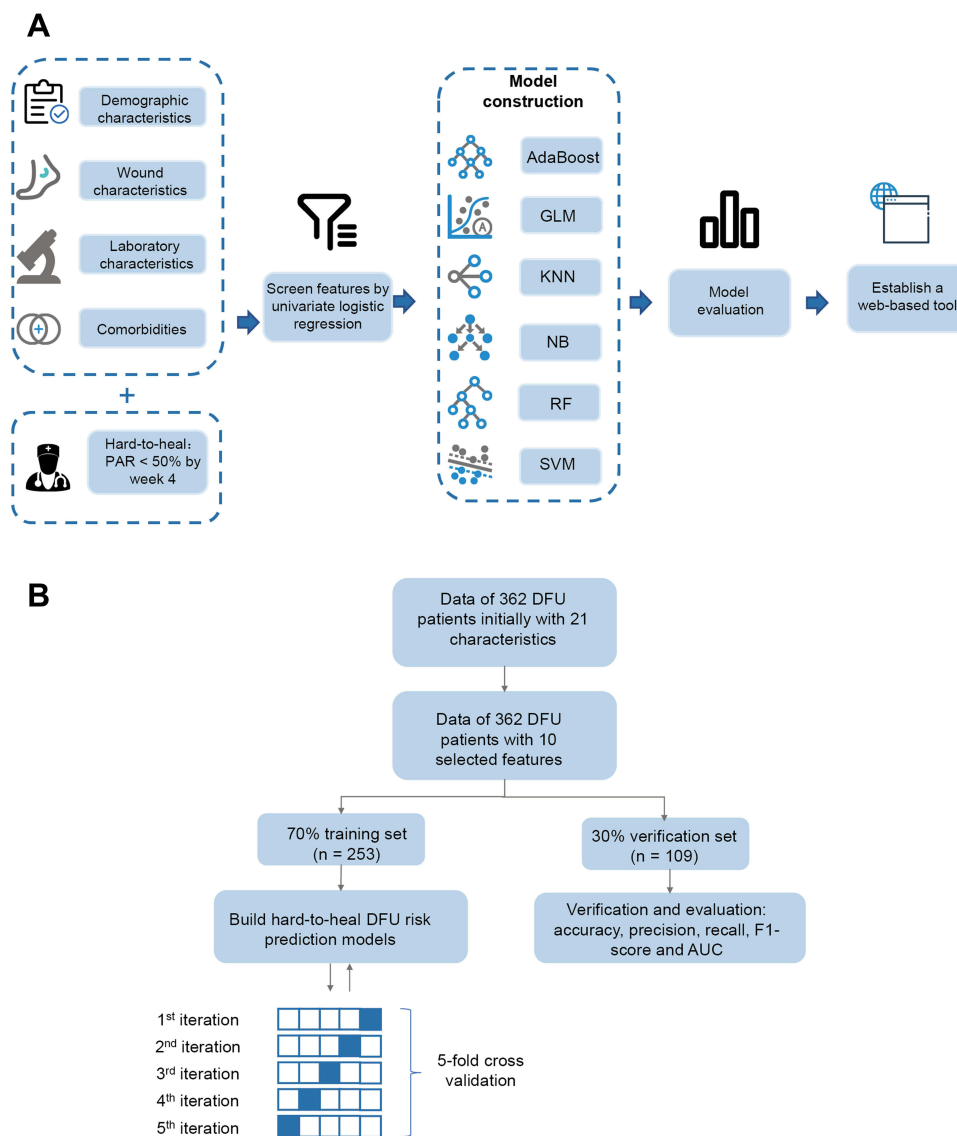 A
Demographic
characteristics
Wound
characteristics
Laboratory
characteristics
Comorbidities
+
Hard-to-heal:
PAR < 50% by
week 4
Screen features by
univariate logistic
regression
Model
construction
AdaBoost
A
GLM
KNN
NB
RF
SVM
Model
evaluation
Establish a
web-based tool
B
Data of 362 DFU
patients initially with 21
characteristics
Data of 362 DFU
patients with 10
selected features
70% training set
(n = 253)
30% verification set
(n = 109)
Build hard-to-heal DFU risk
prediction models
Verification and evaluation:
accuracy, precision, recall, F1-
score and AUC
1st iteration
2nd iteration
3rd iteration
4th iteration
5th iteration
5-fold cross
validation